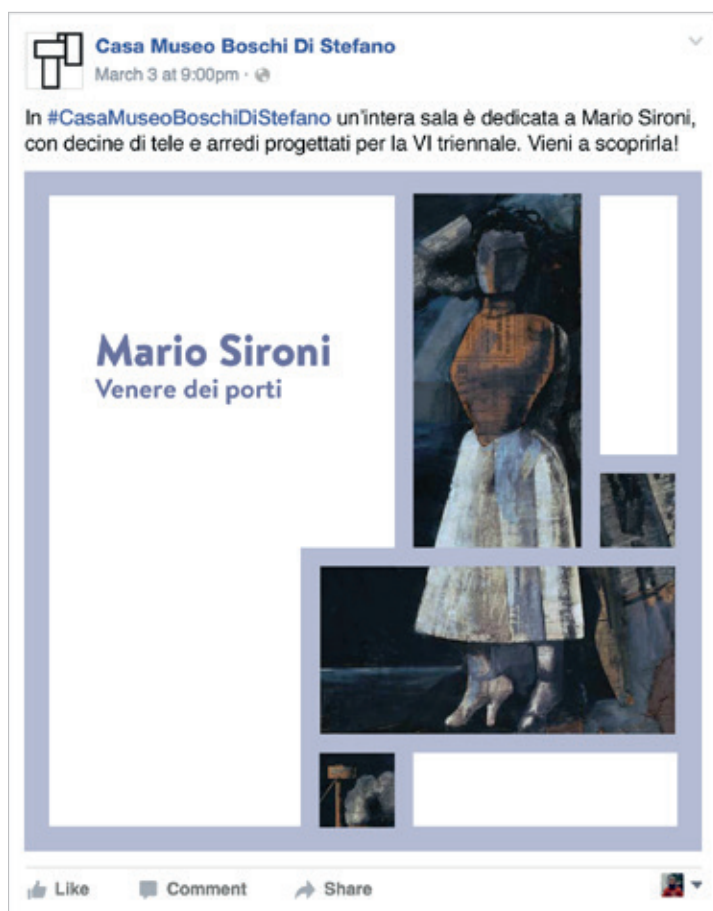 Casa Museo Boschi Di Stefano
March 3 at 9:00pm ·
In #CasaMuseoBoschiDiStefano un'intera sala è dedicata a Mario Sironi,
con decine di tele e arredi progettati per la VI triennale. Vieni a scoprirla!
Mario Sironi
Venere dei porti
Like Comment Share